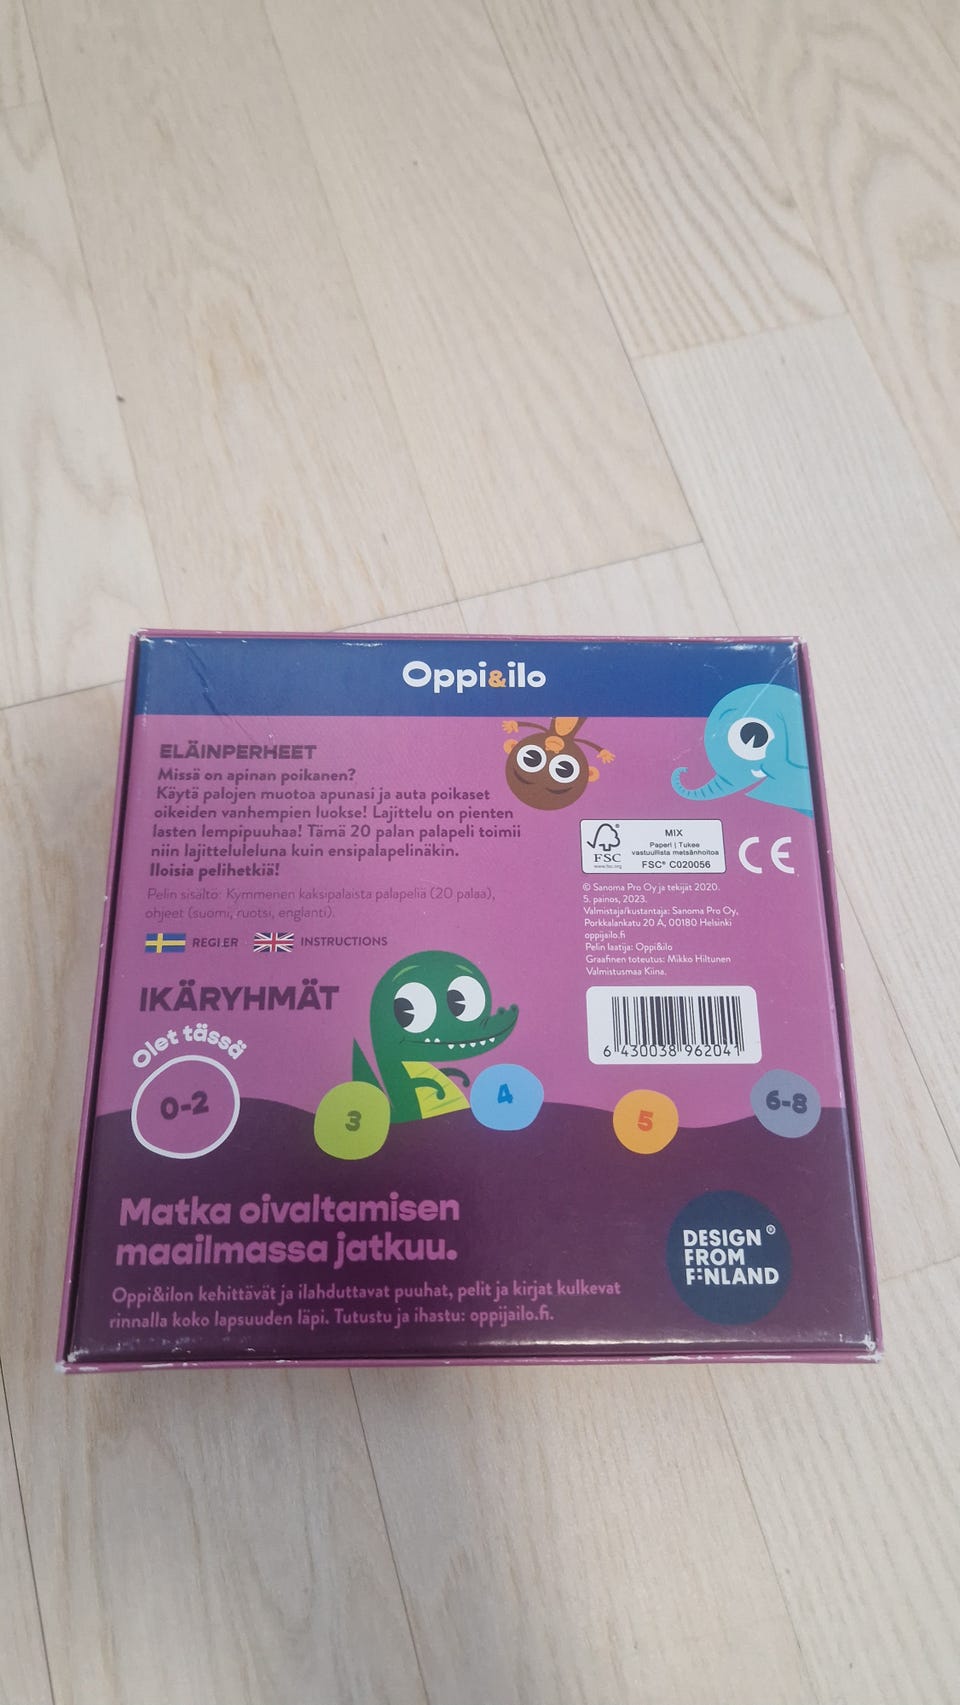 Oppi&ilo
ELÄINPERHEET
Missä on apinan poikanen?
Käytä palojen muotoa apunasi ja auta poikaset
oikeiden vanhempien luokse! Lajittelu on pienten
lasten lempipuuhaa! Tämä 20 palan palapeli toimii
niin lajitteluleluna kuin ensipalapelinäkin.
Iloisia pelihetkiä!
Pelin sisältö: Kymmenen kaksipalaista palapeliä (20 palaa),
ohjeet (suomi, ruotsi, englanti).
REGLER
INSTRUCTIONS
FSC
www.fsc.org
MIX
Paperi | Tukee
vastuullista metsänhoitoa
FSC® C020056
CE
© Sanoma Pro Oy ja tekijät 2020.
5. painos, 2023.
Valmistaja/kustantaja: Sanoma Pro Oy,
Porkkalankatu 20 A, 00180 Helsinki
oppijailo.fi
Pelin laatija: Oppi&ilo
Graafinen toteutus: Mikko Hiltunen
Valmistusmaa Kiina.
6 430038 962041
IKÄRYHMÄT
Olet tässä
0-2
3
4
5
6-8
Matka oivaltamisen
maailmassa jatkuu.
Oppi&ilon kehittävät ja ilahduttavat puuhat, pelit ja kirjat kulkevat
rinnalla koko lapsuuden läpi. Tutustu ja ihastu: oppijailo.fi.
DESIGN ®
FROM
FINLAND